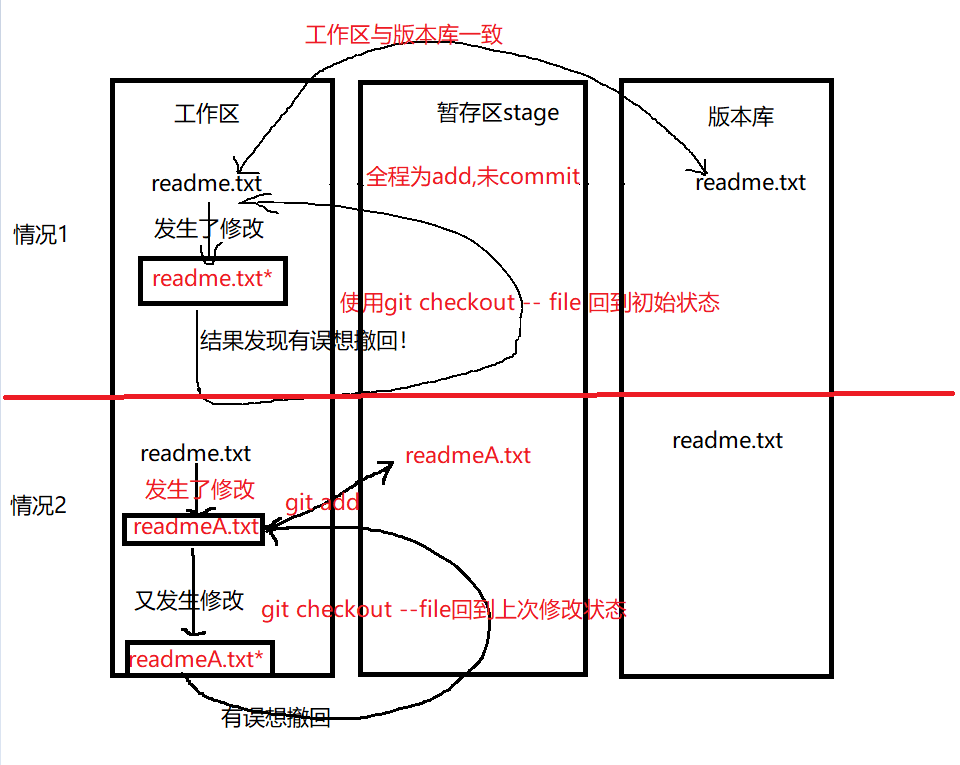 工作区与版本库一致
工作区
暂存区stage
版本库
readme.txt
全程为add,未commit
readme.txt
情况1
发生了修改
readme.txt*
使用git checkout -- file 回到初始状态
结果发现有误想撤回！
readme.txt
readmeA.txt
readme.txt
发生了修改
情况2
git add
readmeA.txt
又发生修改
git checkout --file回到上次修改状态
readmeA.txt*
有误想撤回